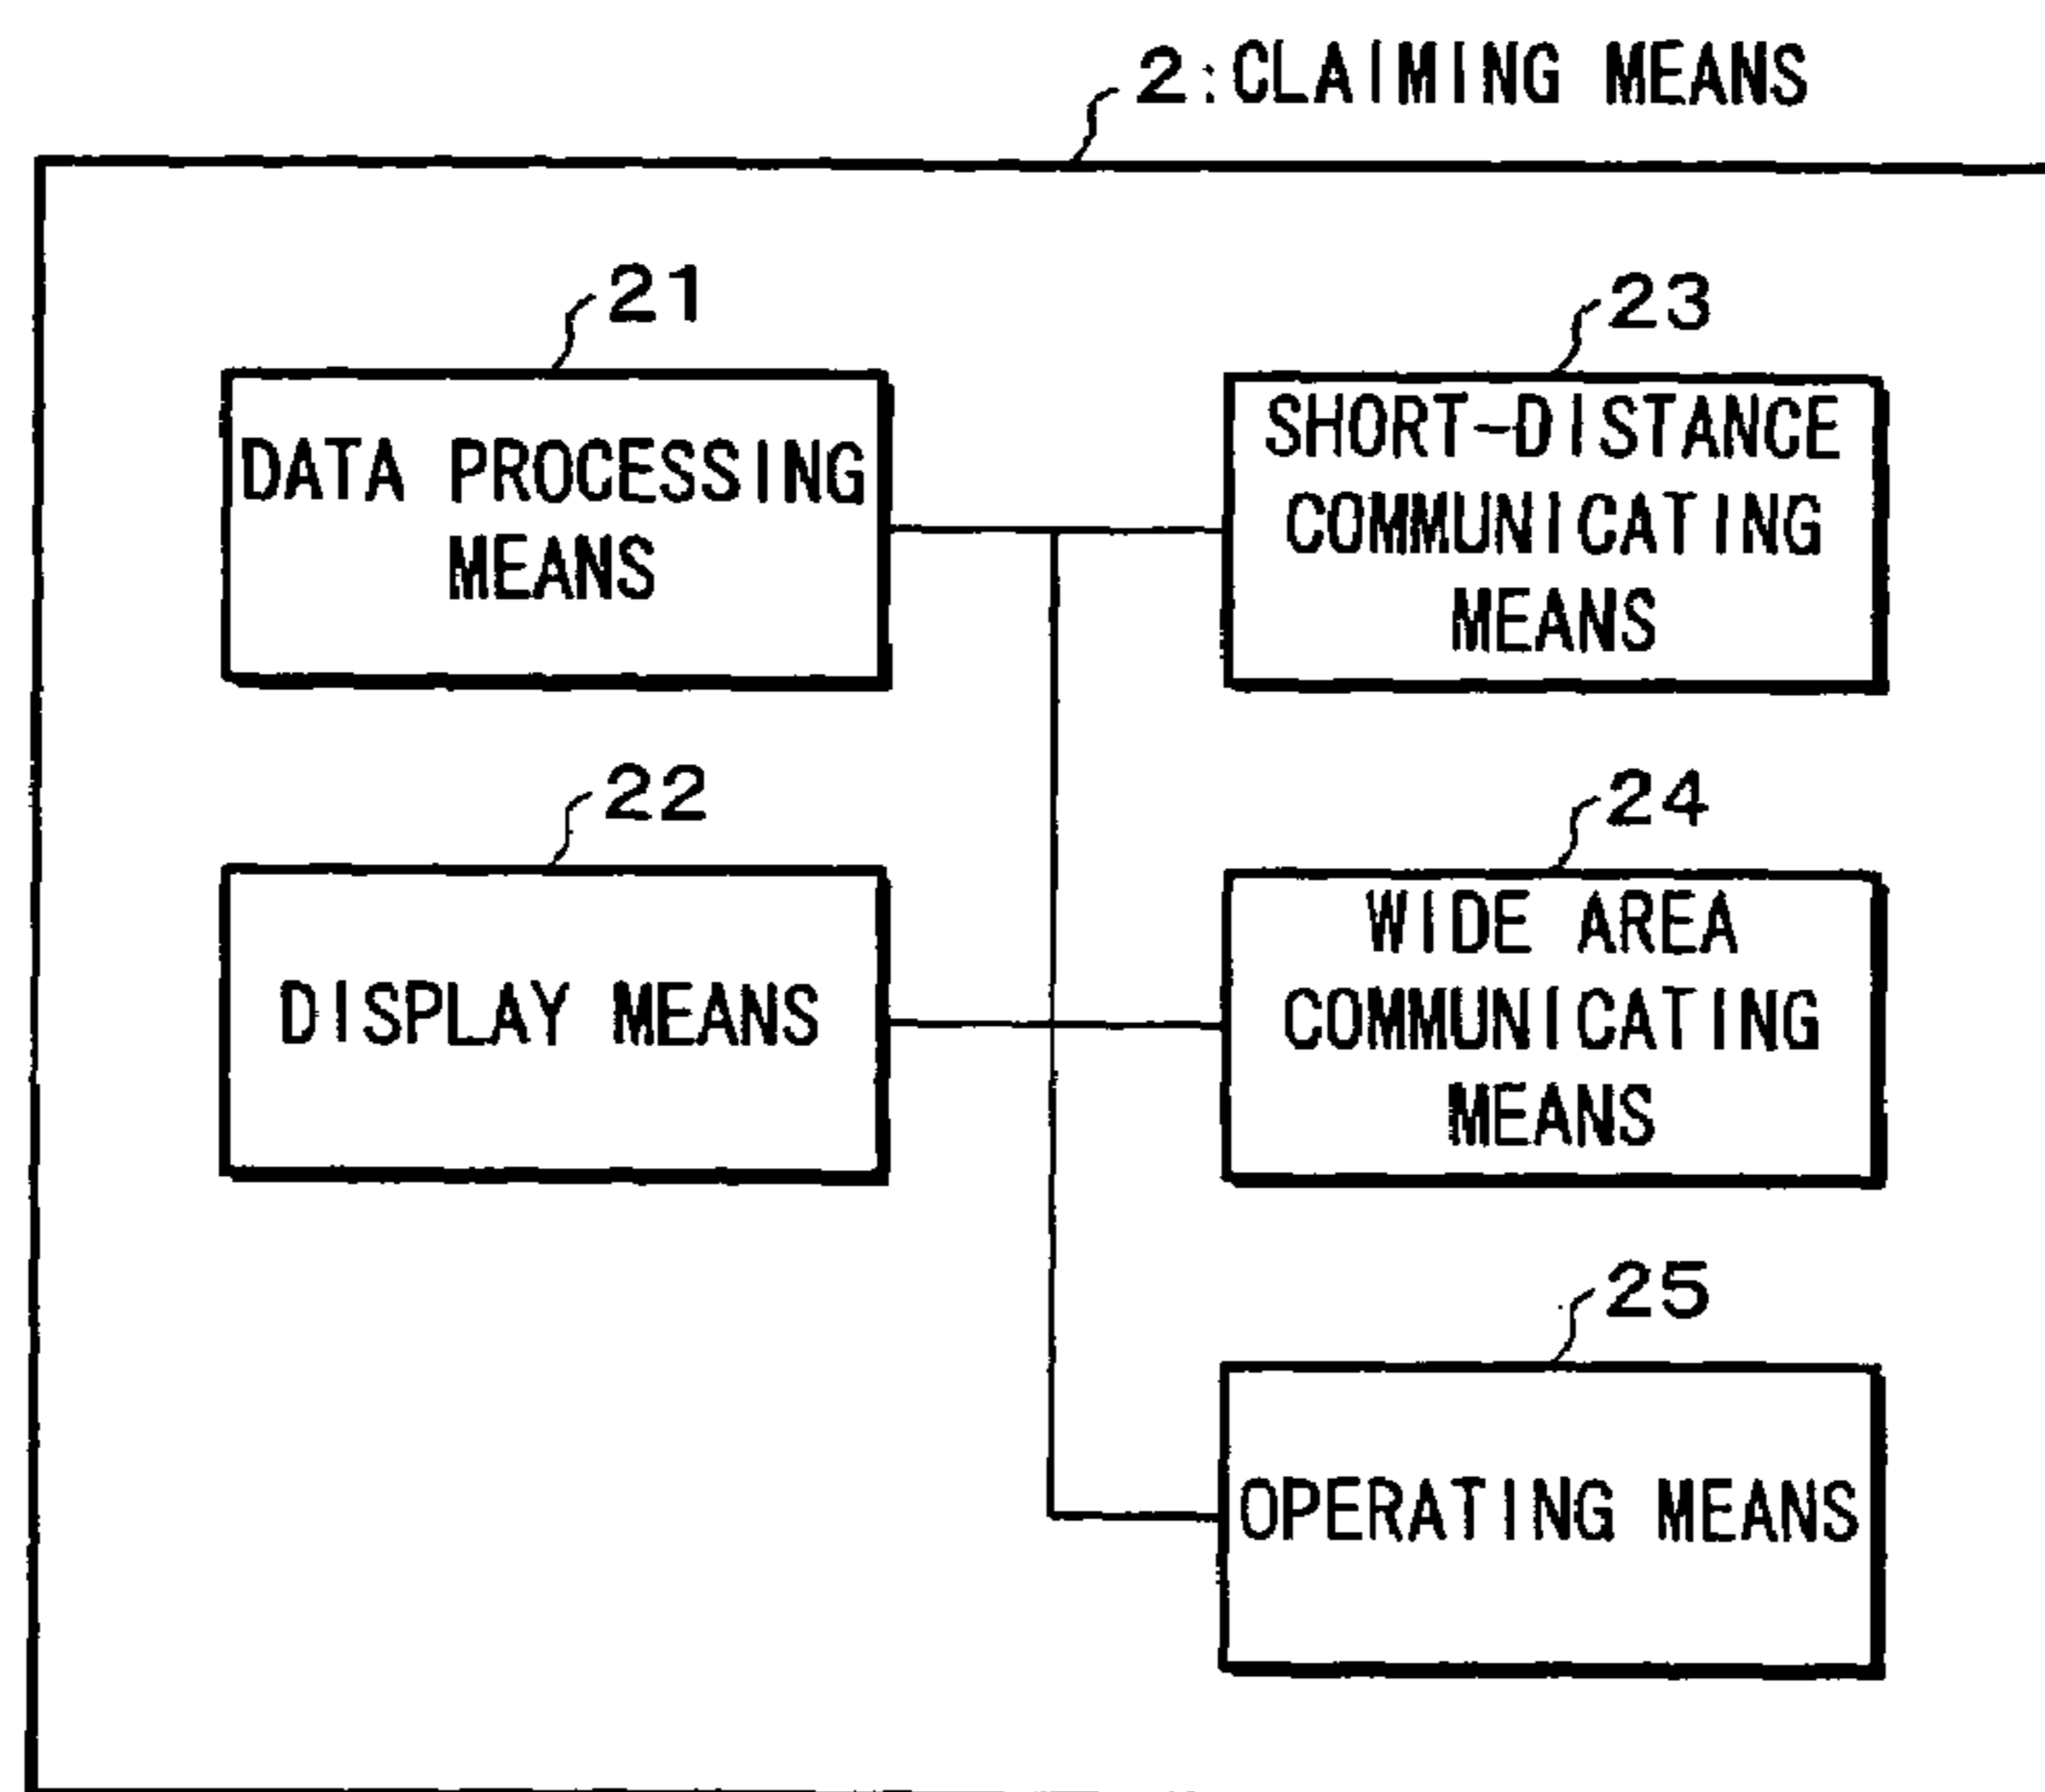 2:CLAIMING MEANS
21
DATA PROCESSING
MEANS
23
SHORT-DISTANCE
COMMUNICATING
MEANS
22
DISPLAY MEANS
24
WIDE AREA
COMMUNICATING
MEANS
25
OPERATING MEANS